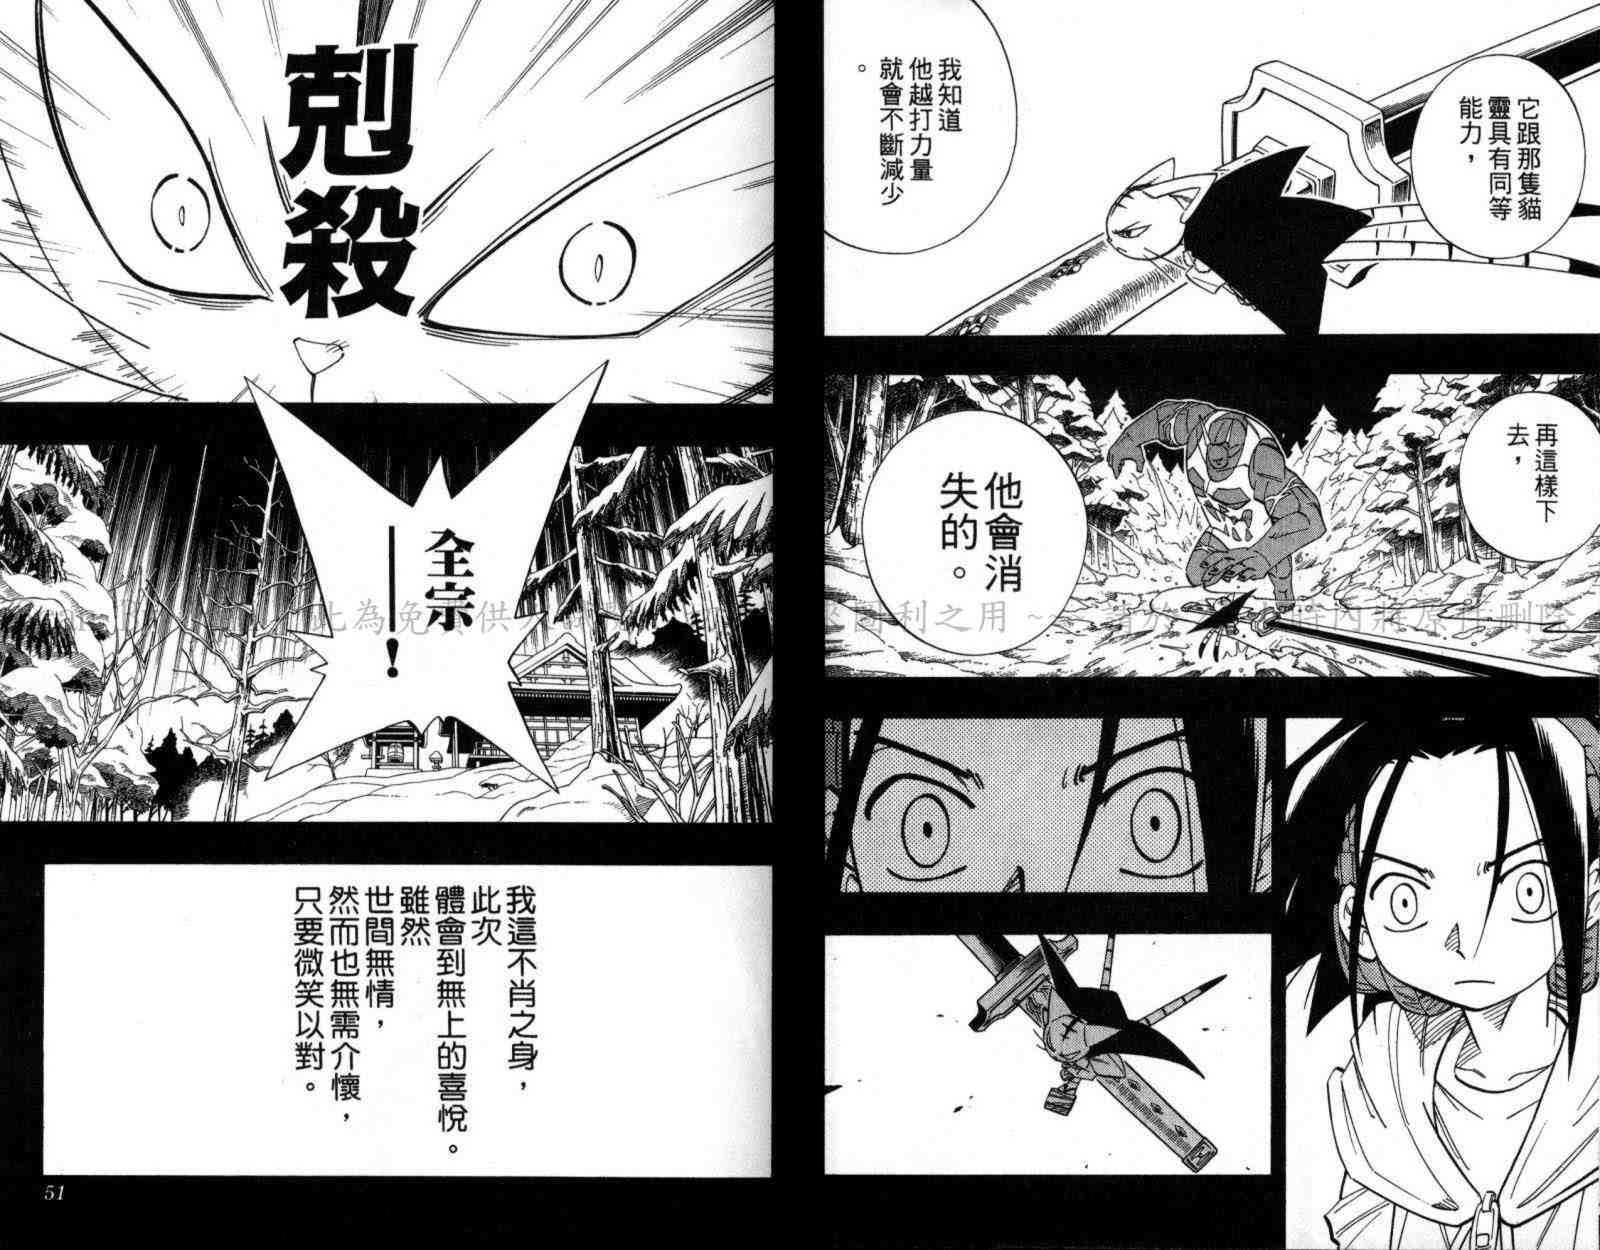 它跟那隻貓
靈具有同等
能力，
我知道
他越打力量
就會不斷減少
。
再這樣下
去，
他會消
失的。
剋殺
全宗
——！
我這不肖之身，
此次
體會到無上的喜悅。
雖然
世間無情，
然而也無需介懷，
只要微笑以對。
51